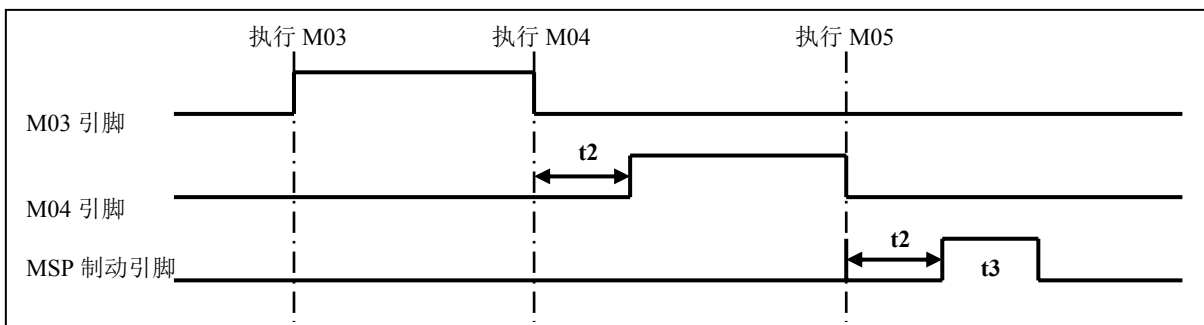 执行 M03 执行 M04 执行 M05
M03 引脚
t2
M04 引脚
t2
MSP 制动引脚
t3